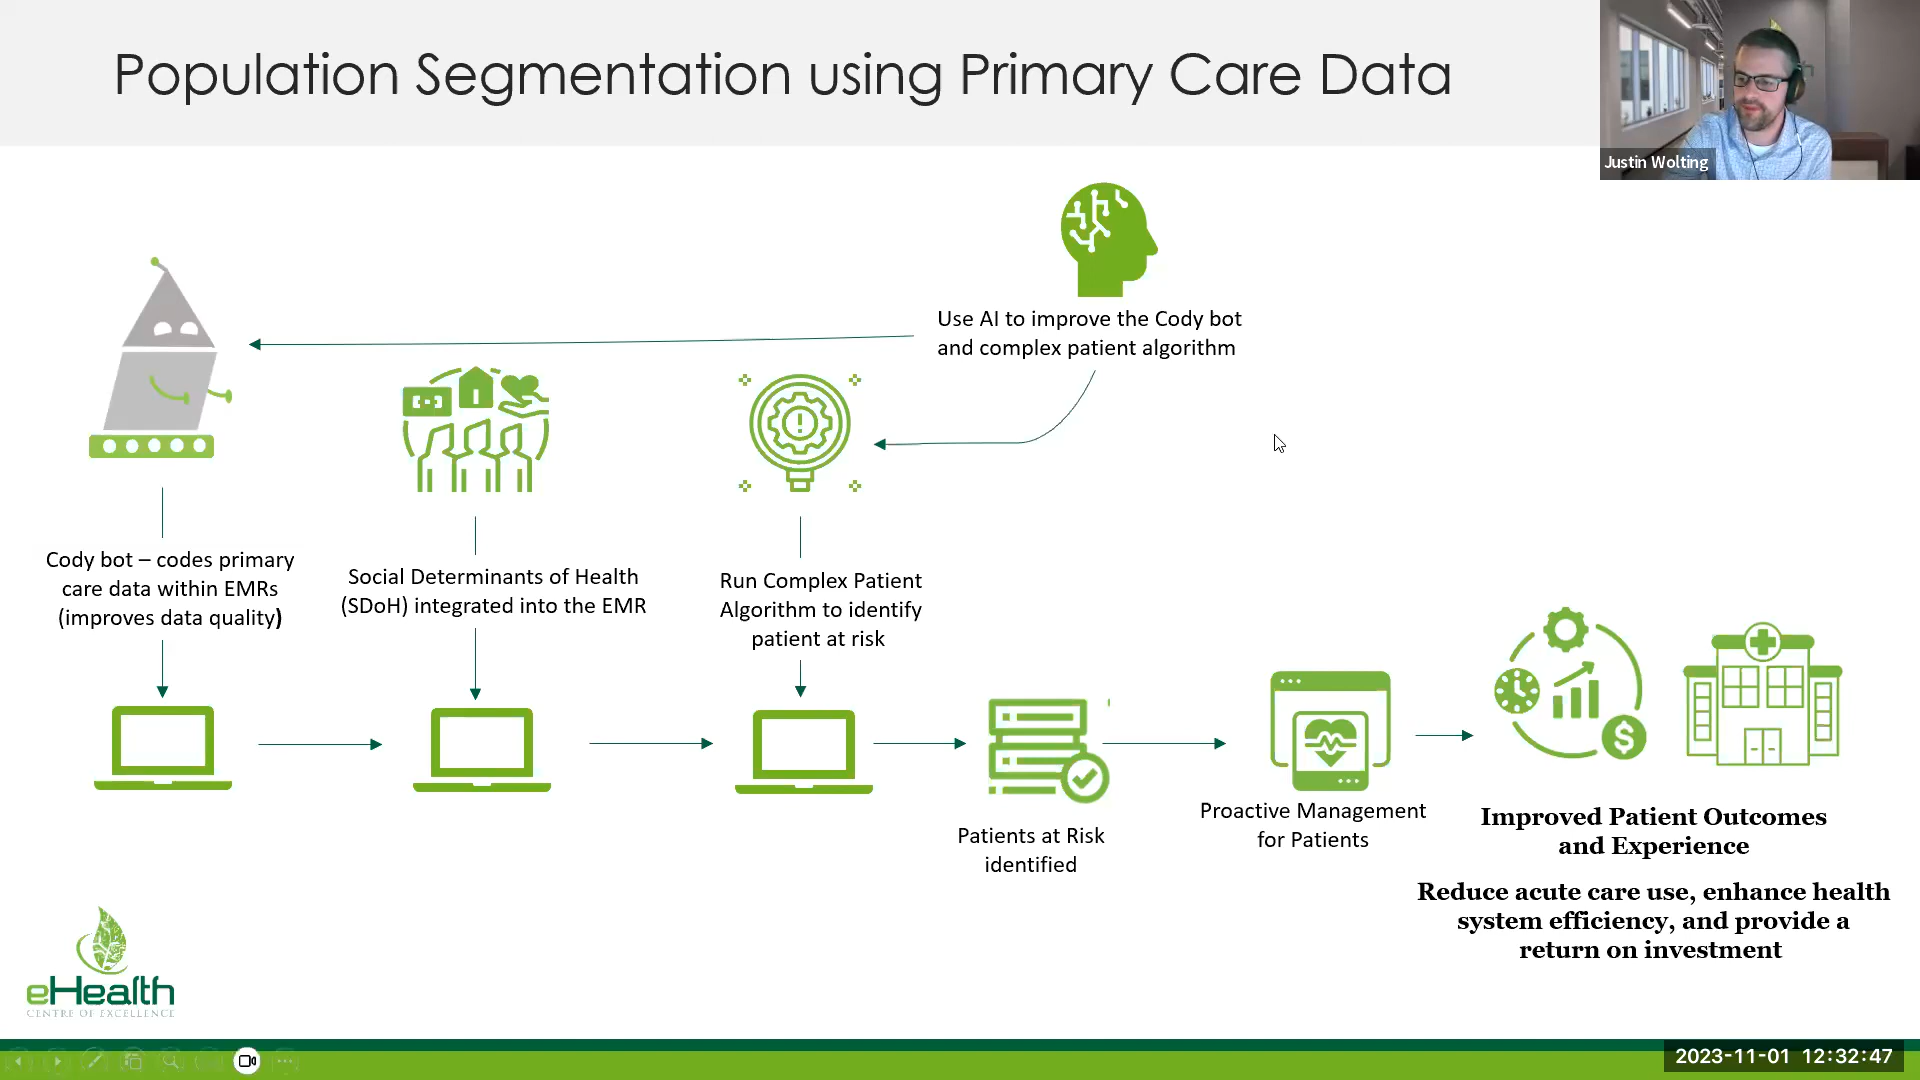 Population Segmentation using Primary Care Data
Justin Wolting
Use AI to improve the Cody bot
and complex patient algorithm
Cody bot – codes primary
care data within EMRs
(improves data quality)
Social Determinants of Health
(SDoH) integrated into the EMR
Run Complex Patient
Algorithm to identify
patient at risk
Patients at Risk
identified
Proactive Management
for Patients
Improved Patient Outcomes
and Experience
Reduce acute care use, enhance health
system efficiency, and provide a
return on investment
eHealth
CENTRE OF EXCELLENCE
2023-11-01 12:32:47